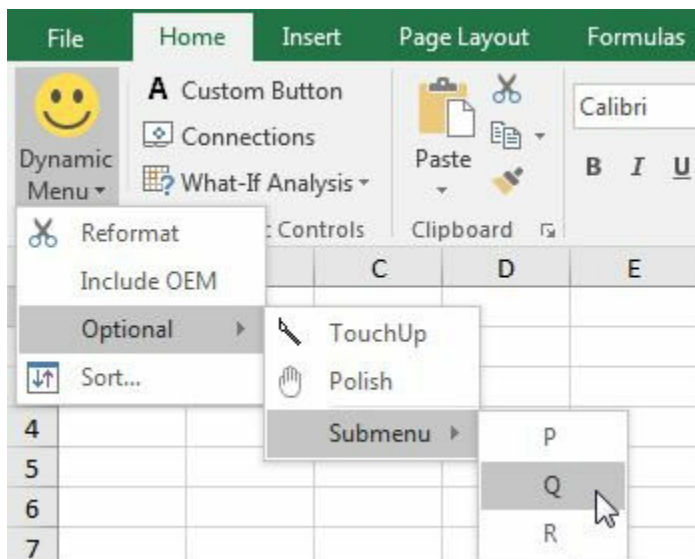 File Home Insert Page Layout Formulas
A Custom Button
Connections
What-If Analysis
Dynamic
Menu
Paste
Calibri
B I U
Controls Clipboard
Reformat
Include OEM
Optional
Sort...
TouchUp
Polish
Submenu
P
Q
R
C D E
4
5
6
7